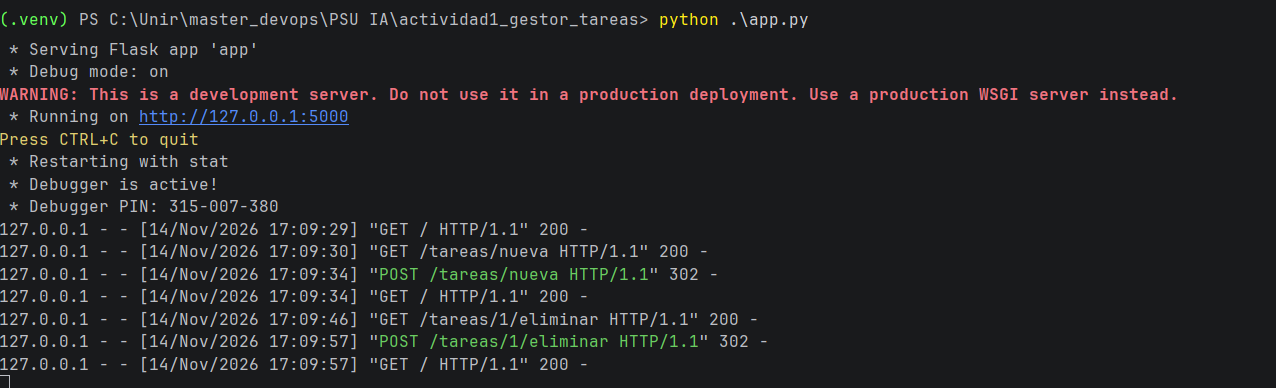 (.venv) PS C:\Unir\master_devops\PSU IA\actividad1_gestor_tareas> python .\app.py
 * Serving Flask app 'app'
 * Debug mode: on
WARNING: This is a development server. Do not use it in a production deployment. Use a production WSGI server instead.
 * Running on http://127.0.0.1:5000
Press CTRL+C to quit
 * Restarting with stat
 * Debugger is active!
 * Debugger PIN: 315-007-380
127.0.0.1 - - [14/Nov/2026 17:09:29] "GET / HTTP/1.1" 200 -
127.0.0.1 - - [14/Nov/2026 17:09:30] "GET /tareas/nueva HTTP/1.1" 200 -
127.0.0.1 - - [14/Nov/2026 17:09:34] "POST /tareas/nueva HTTP/1.1" 302 -
127.0.0.1 - - [14/Nov/2026 17:09:34] "GET / HTTP/1.1" 200 -
127.0.0.1 - - [14/Nov/2026 17:09:46] "GET /tareas/1/eliminar HTTP/1.1" 200 -
127.0.0.1 - - [14/Nov/2026 17:09:57] "POST /tareas/1/eliminar HTTP/1.1" 302 -
127.0.0.1 - - [14/Nov/2026 17:09:57] "GET / HTTP/1.1" 200 -